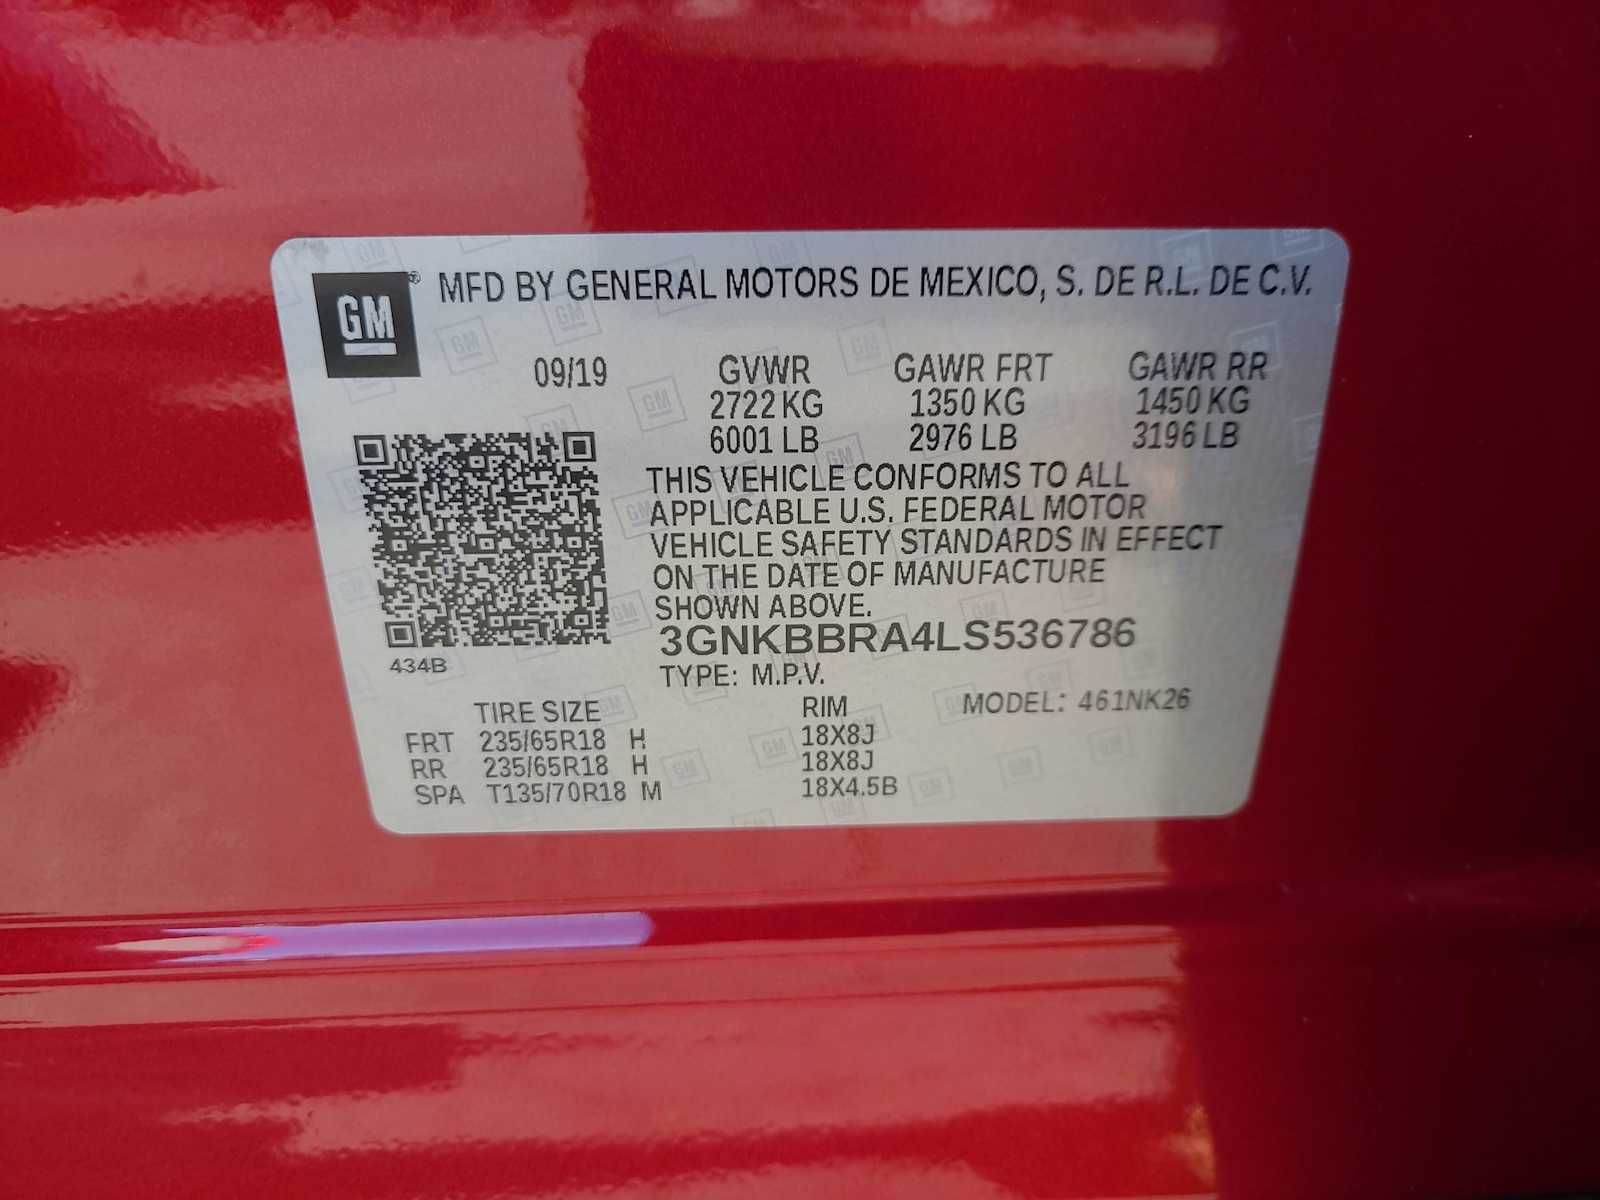 GM® MFD BY GENERAL MOTORS DE MEXICO, S. DE R.L. DE C.V.
09/19 GVWR GAWR FRT GAWR RR
2722 KG 1350 KG 1450 KG
6001 LB 2976 LB 3196 LB
THIS VEHICLE CONFORMS TO ALL
APPLICABLE U.S. FEDERAL MOTOR
VEHICLE SAFETY STANDARDS IN EFFECT
ON THE DATE OF MANUFACTURE
SHOWN ABOVE.
3GNKBBRA4LS536786
434B
TYPE: M.P.V.
TIRE SIZE RIM MODEL: 461NK26
FRT 235/65R18 H 18X8J
RR 235/65R18 H 18X8J
SPA T135/70R18 M 18X4.5B